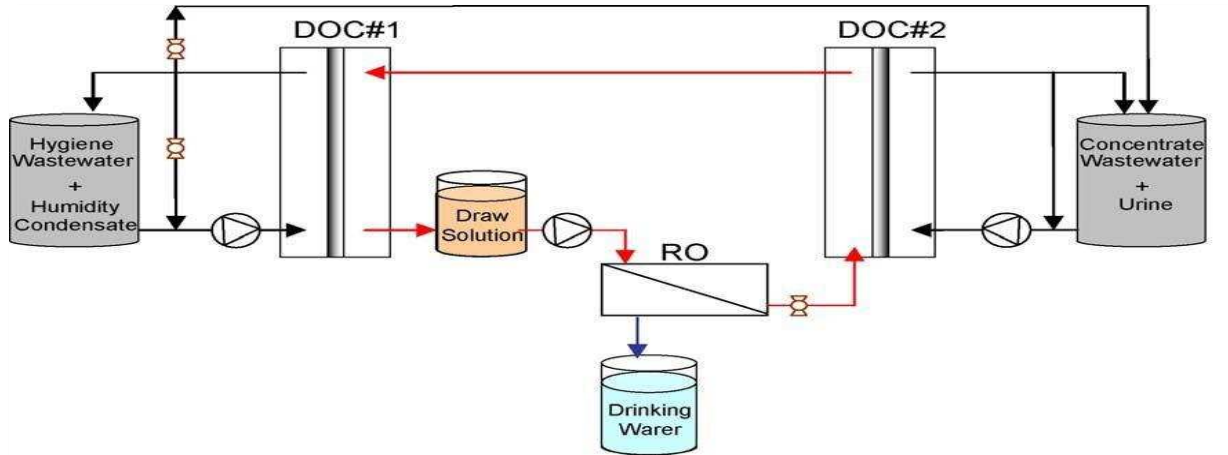 DOC#1
DOC#2
Hygiene
Wastewater
+
Humidity
Condensate
Draw
Solution
RO
Concentrate
Wastewater
+
Urine
Drinking
Warer